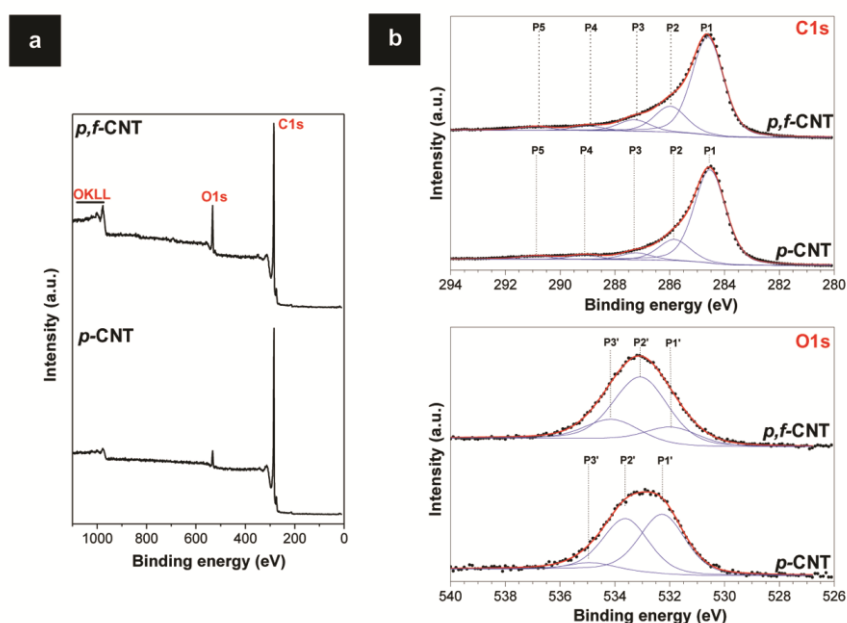 a
p,f-CNT
C1s
OKLL
O1s
p-CNT
Intensity (a.u.)
1000 800 600 400 200 0
Binding energy (eV)
b
C1s
P5 P4 P3 P2 P1
p,f-CNT
P5 P4 P3 P2 P1
p-CNT
Intensity (a.u.)
294 292 290 288 286 284 282 280
Binding energy (eV)
O1s
P3' P2' P1'
p,f-CNT
P3' P2' P1'
p-CNT
Intensity (a.u.)
540 538 536 534 532 530 528 526
Binding energy (eV)